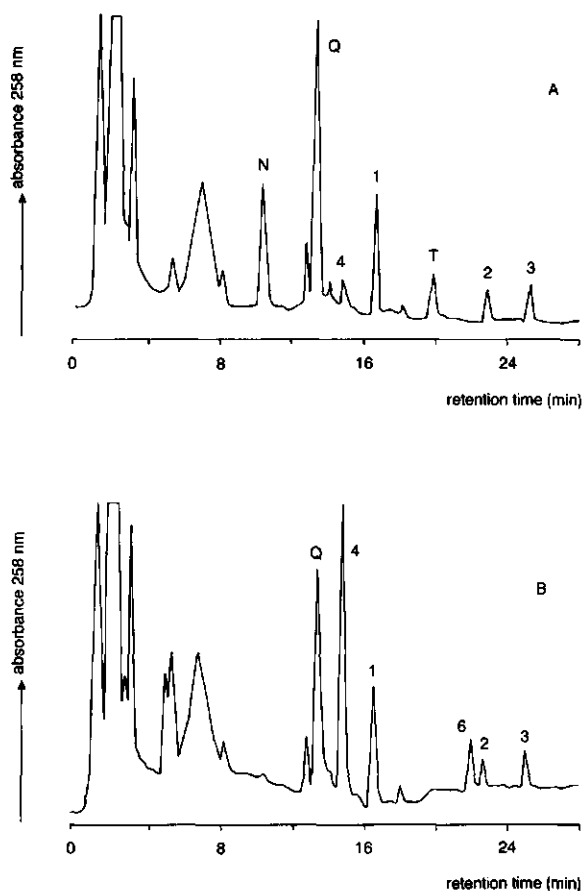 absorbance 258 nm
A
Q
N
1
4
T
2
3
0
8
16
24
retention time (min)
absorbance 258 nm
B
Q
4
1
6
2
3
0
8
16
24
retention time (min)